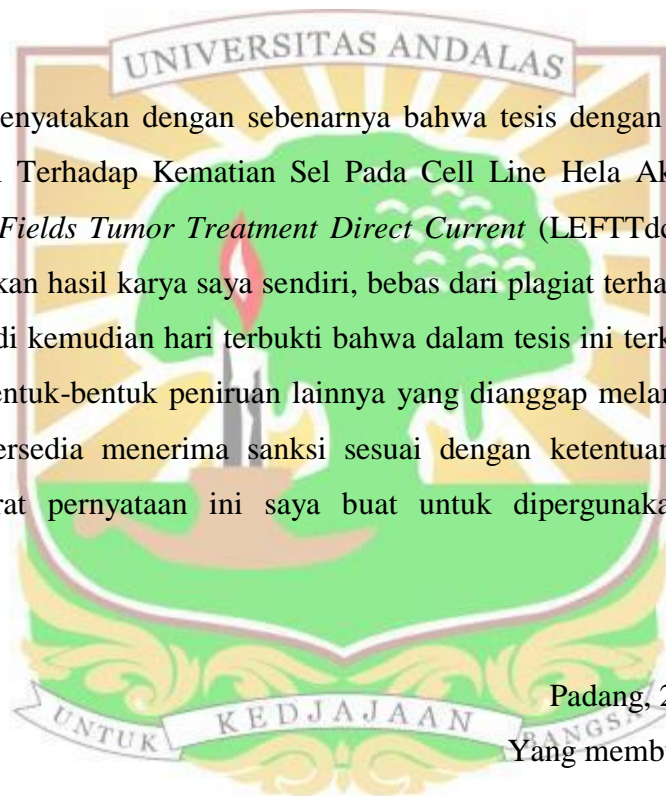 UNIVERSITAS ANDALAS
enyatakan dengan sebenarnya bahwa tesis dengan
Terhadap Kematian Sel Pada Cell Line Hela Ak
Fields Tumor Treatment Direct Current (LEFTTdc
kan hasil karya saya sendiri, bebas dari plagiat terha
di kemudian hari terbukti bahwa dalam tesis ini terk
entuk-bentuk peniruan lainnya yang dianggap melar
ersedia menerima sanksi sesuai dengan ketentuar
rat pernyataan ini saya buat untuk dipergunaka
Padang, 2
Yang memb
UNTUK KEDJAJAAN BANGSA